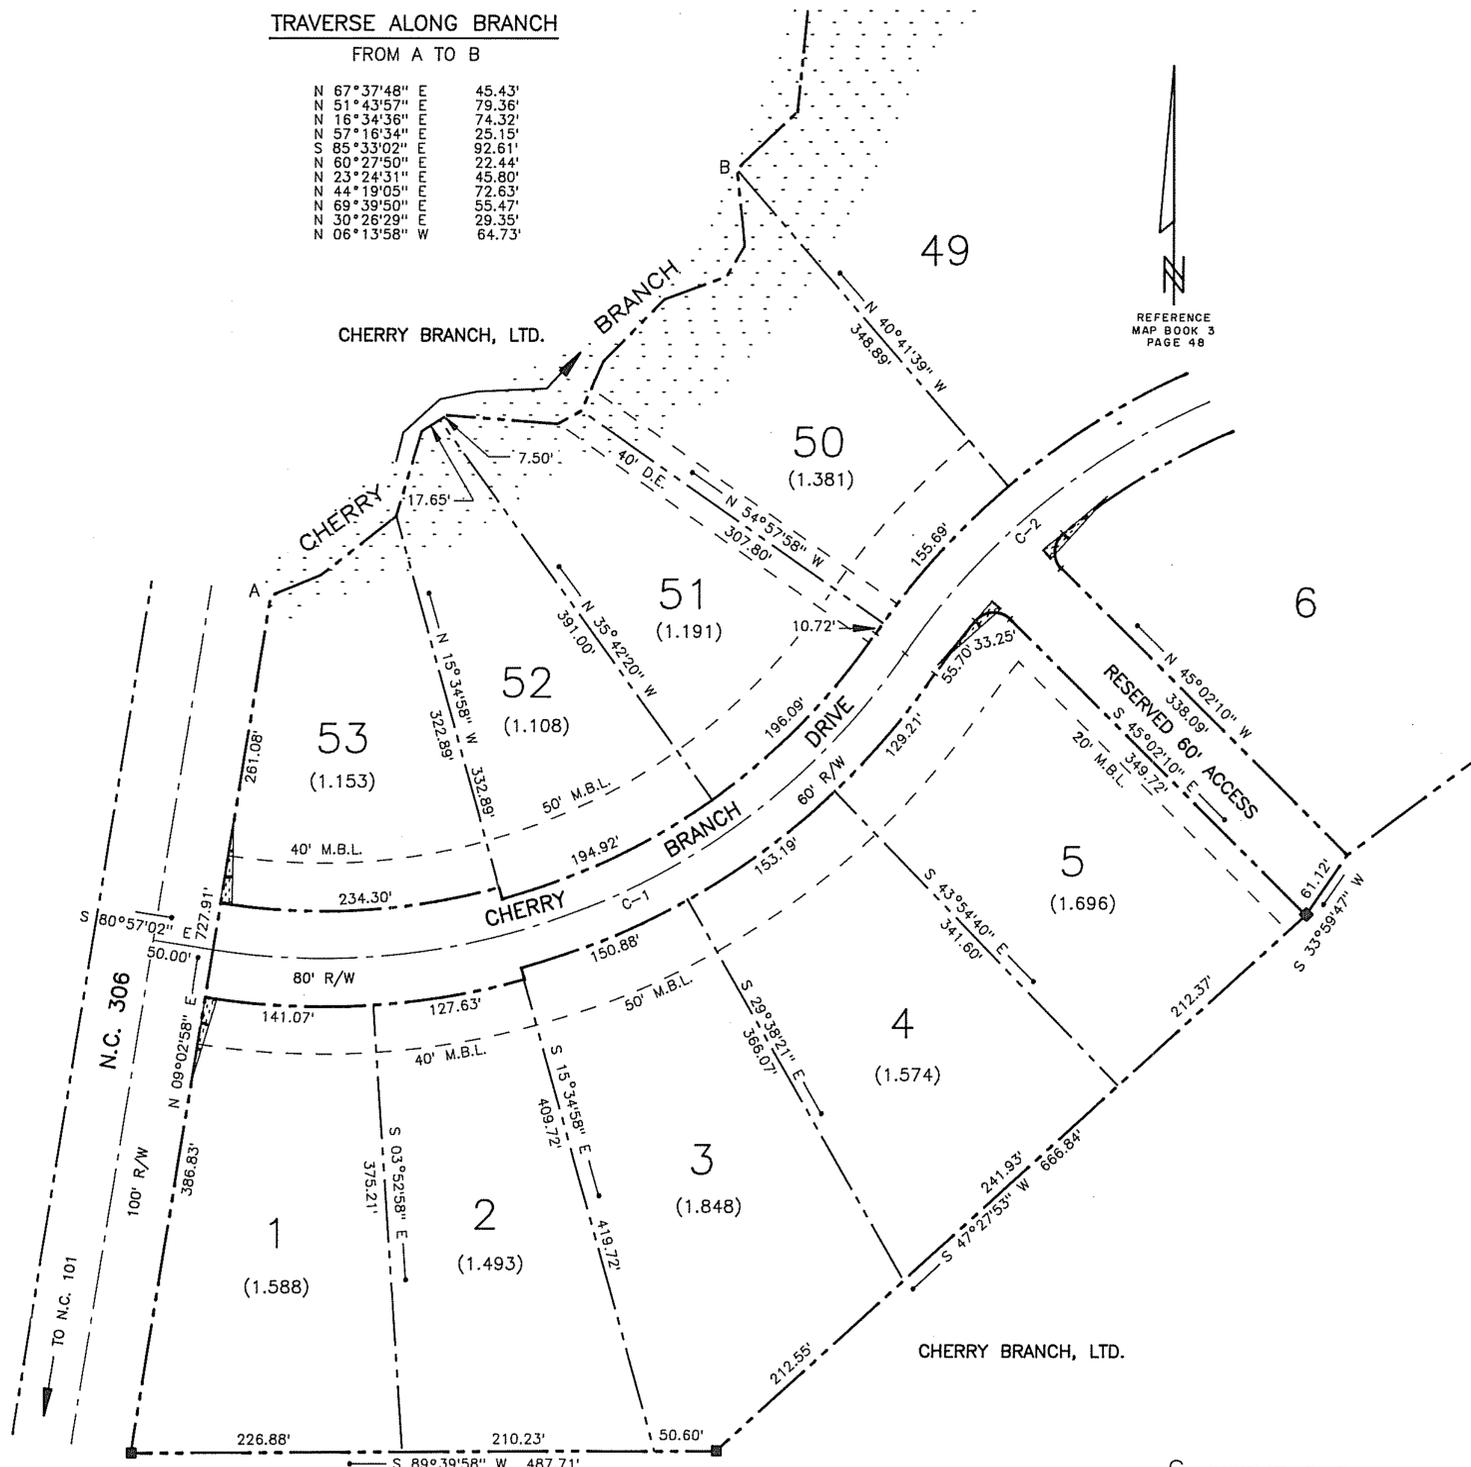 TRAVERSE ALONG BRANCH
FROM A TO B
N 67°37'48" E 45.43'
N 51°43'57" E 79.36'
N 16°34'36" E 74.32'
N 57°16'34" E 25.15'
S 85°33'02" E 92.61'
N 60°27'50" E 22.44'
N 23°24'31" E 45.80'
N 44°19'05" E 72.63'
N 69°39'50" E 55.47'
N 30°26'29" E 29.35'
N 06°13'58" W 64.73'
B
49
N
REFERENCE
MAP BOOK 3
PAGE 48
CHERRY BRANCH, LTD.
CHERRY BRANCH
N 40°41'39" W
348.89'
50
(1.381)
7.50'
17.65'
40' D.E.
N 54°57'58" W
307.80'
155.69'
C-2
A
51
(1.191)
N 35°42'20" W
391.00'
10.72'
6
N 15°34'58" W
322.89'
332.89'
52
(1.108)
53
(1.153)
261.08'
55.70'
33.25'
N 45°02'10" W
338.09'
RESERVED 60' ACCESS
S 45°02'10" E
349.72'
20' M.B.L.
196.09'
129.21'
50' M.B.L.
40' M.B.L.
194.92'
234.30'
CHERRY BRANCH DRIVE
60' R/W
C-1
153.19'
5
(1.696)
61.12'
S 33°59'47" W
S 80°57'02" E
50.00'
727.91'
80' R/W
150.88'
50' M.B.L.
141.07'
127.63'
40' M.B.L.
S 43°54'40" E
341.60'
212.37'
N.C. 306
N 09°02'58" E
S 29°38'21" E
366.07'
4
(1.574)
S 15°34'58" E
409.72'
419.72'
S 03°52'58" E
375.21'
100' R/W
386.83'
3
(1.848)
241.93'
666.84'
S 47°27'53" W
1
(1.588)
2
(1.493)
TO N.C. 101
CHERRY BRANCH, LTD.
212.55'
226.88'
210.23'
50.60'
S 89°39'58" W 487.71'